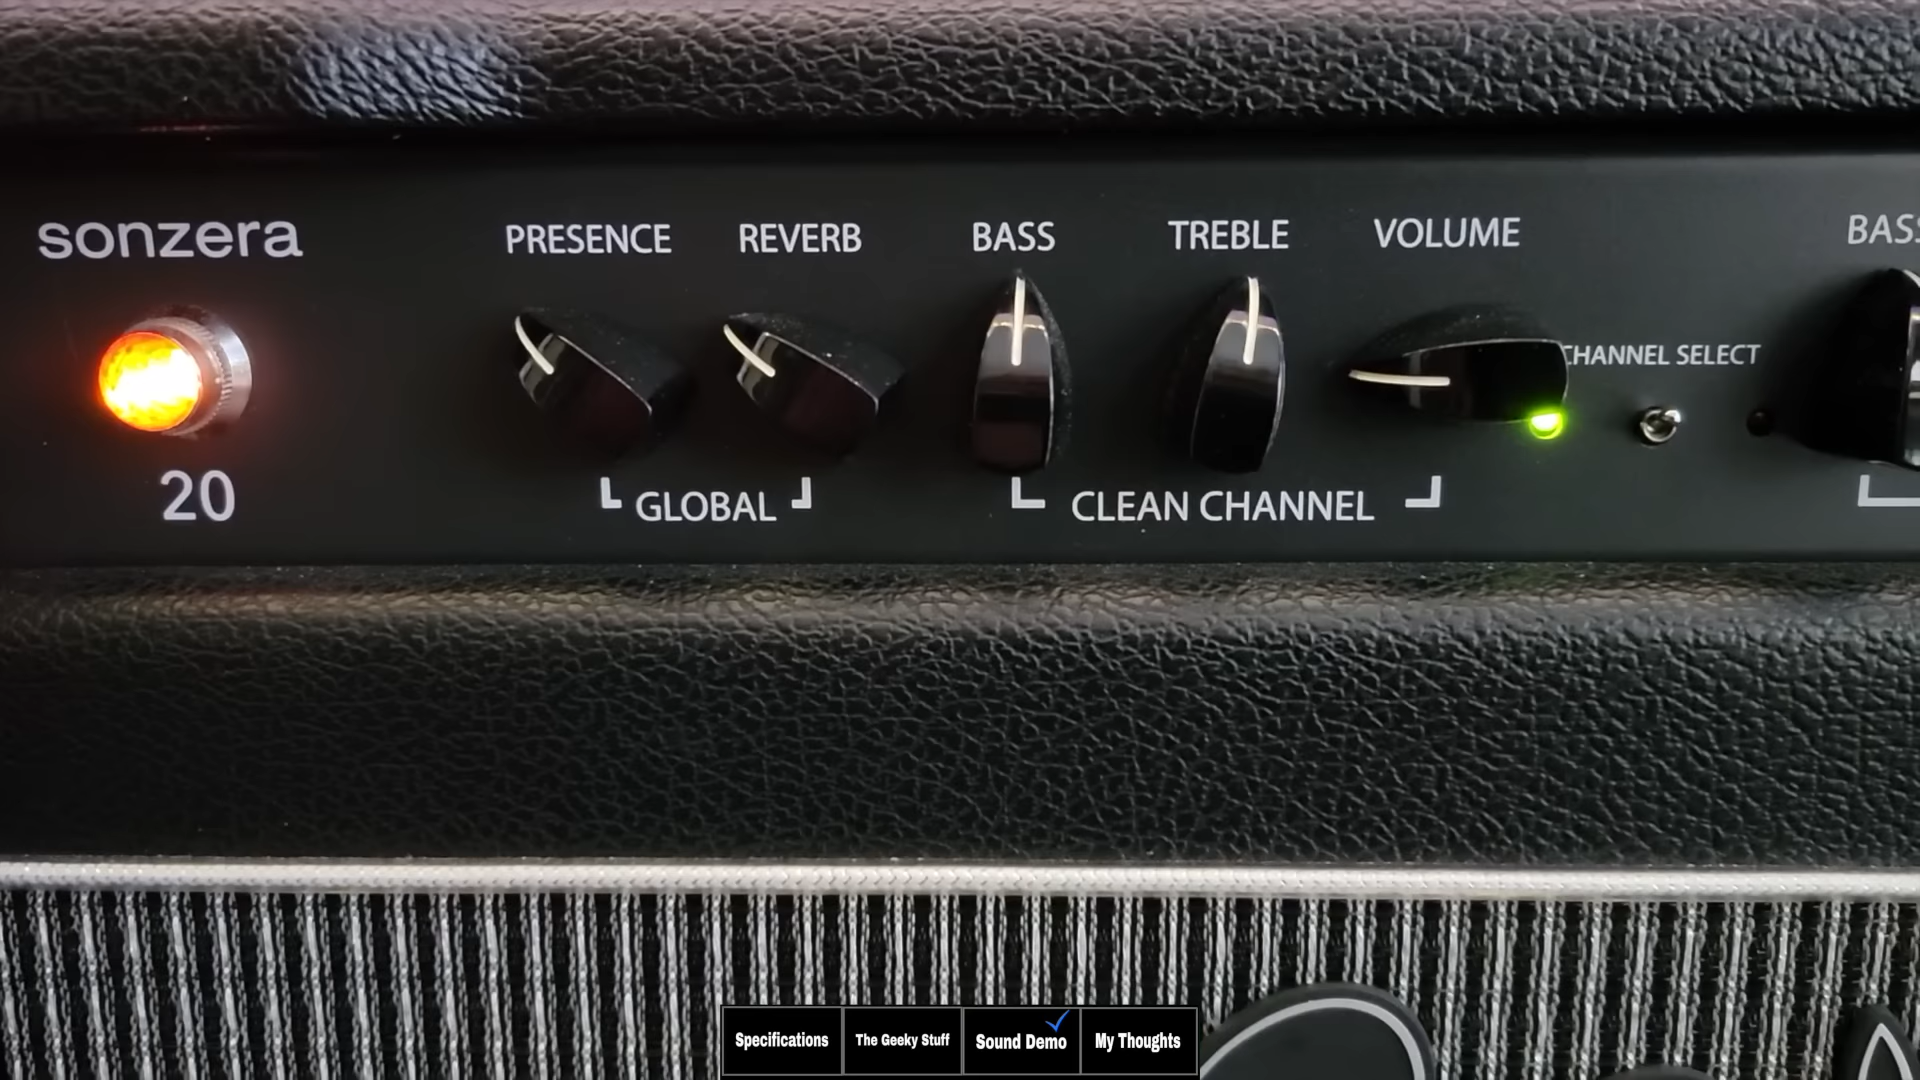 sonzera
PRESENCE REVERB BASS TREBLE VOLUME
CHANNEL SELECT
20
GLOBAL CLEAN CHANNEL
Specifications The Geeky Stuff Sound Demo My Thoughts